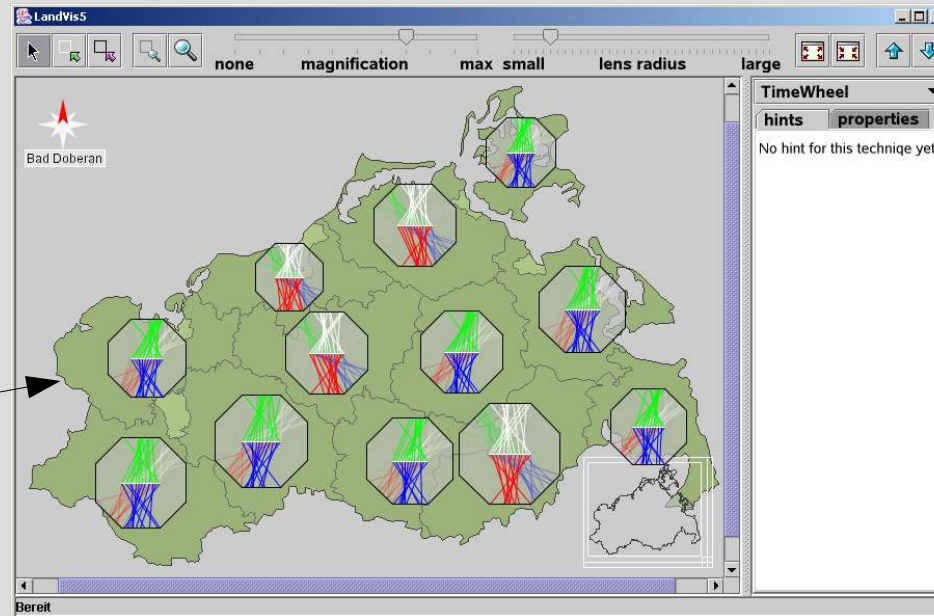 LandVis5
none magnification max small lens radius large
TimeWheel
hints properties
No hint for this techniqe yet
Bad Doberan
Bereit